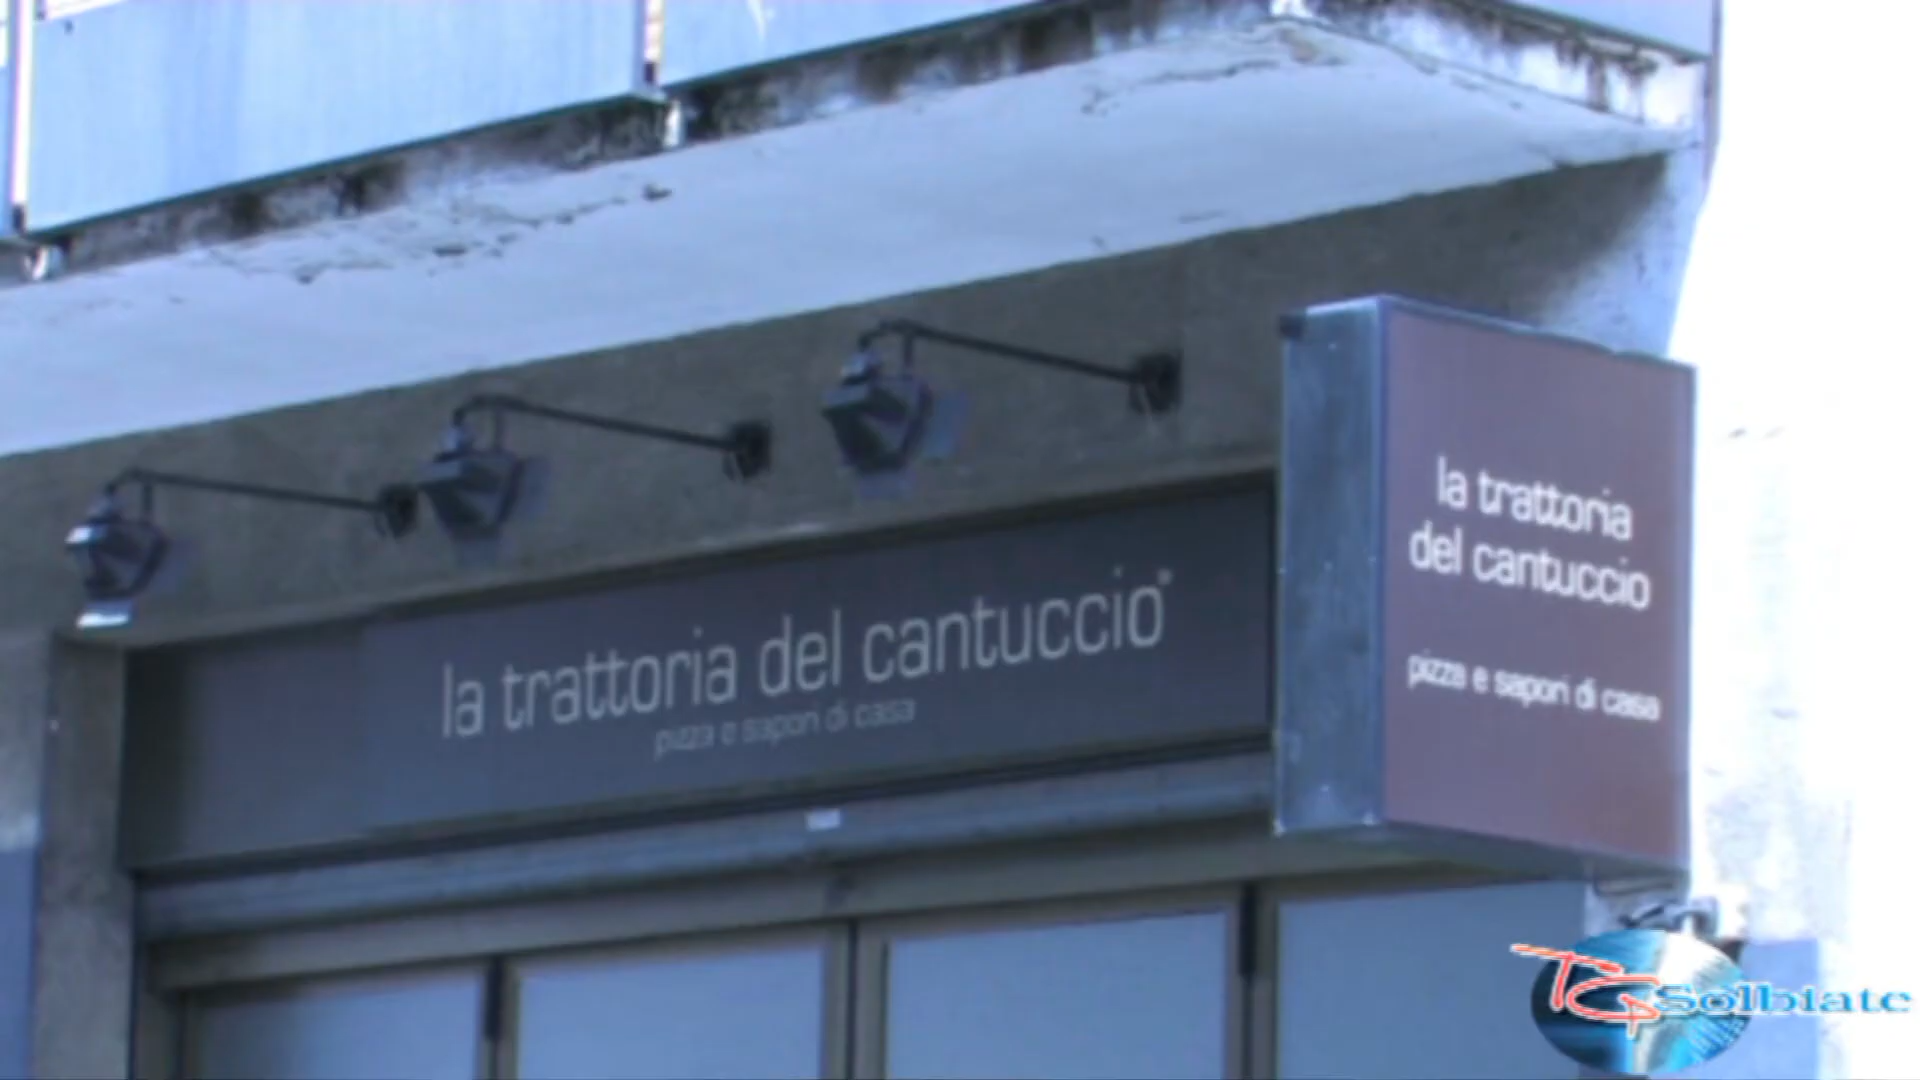 la trattoria del cantuccio
pizza e sapori di casa
la trattoria
del cantuccio
pizza e sapori di casa
TG Solbiate